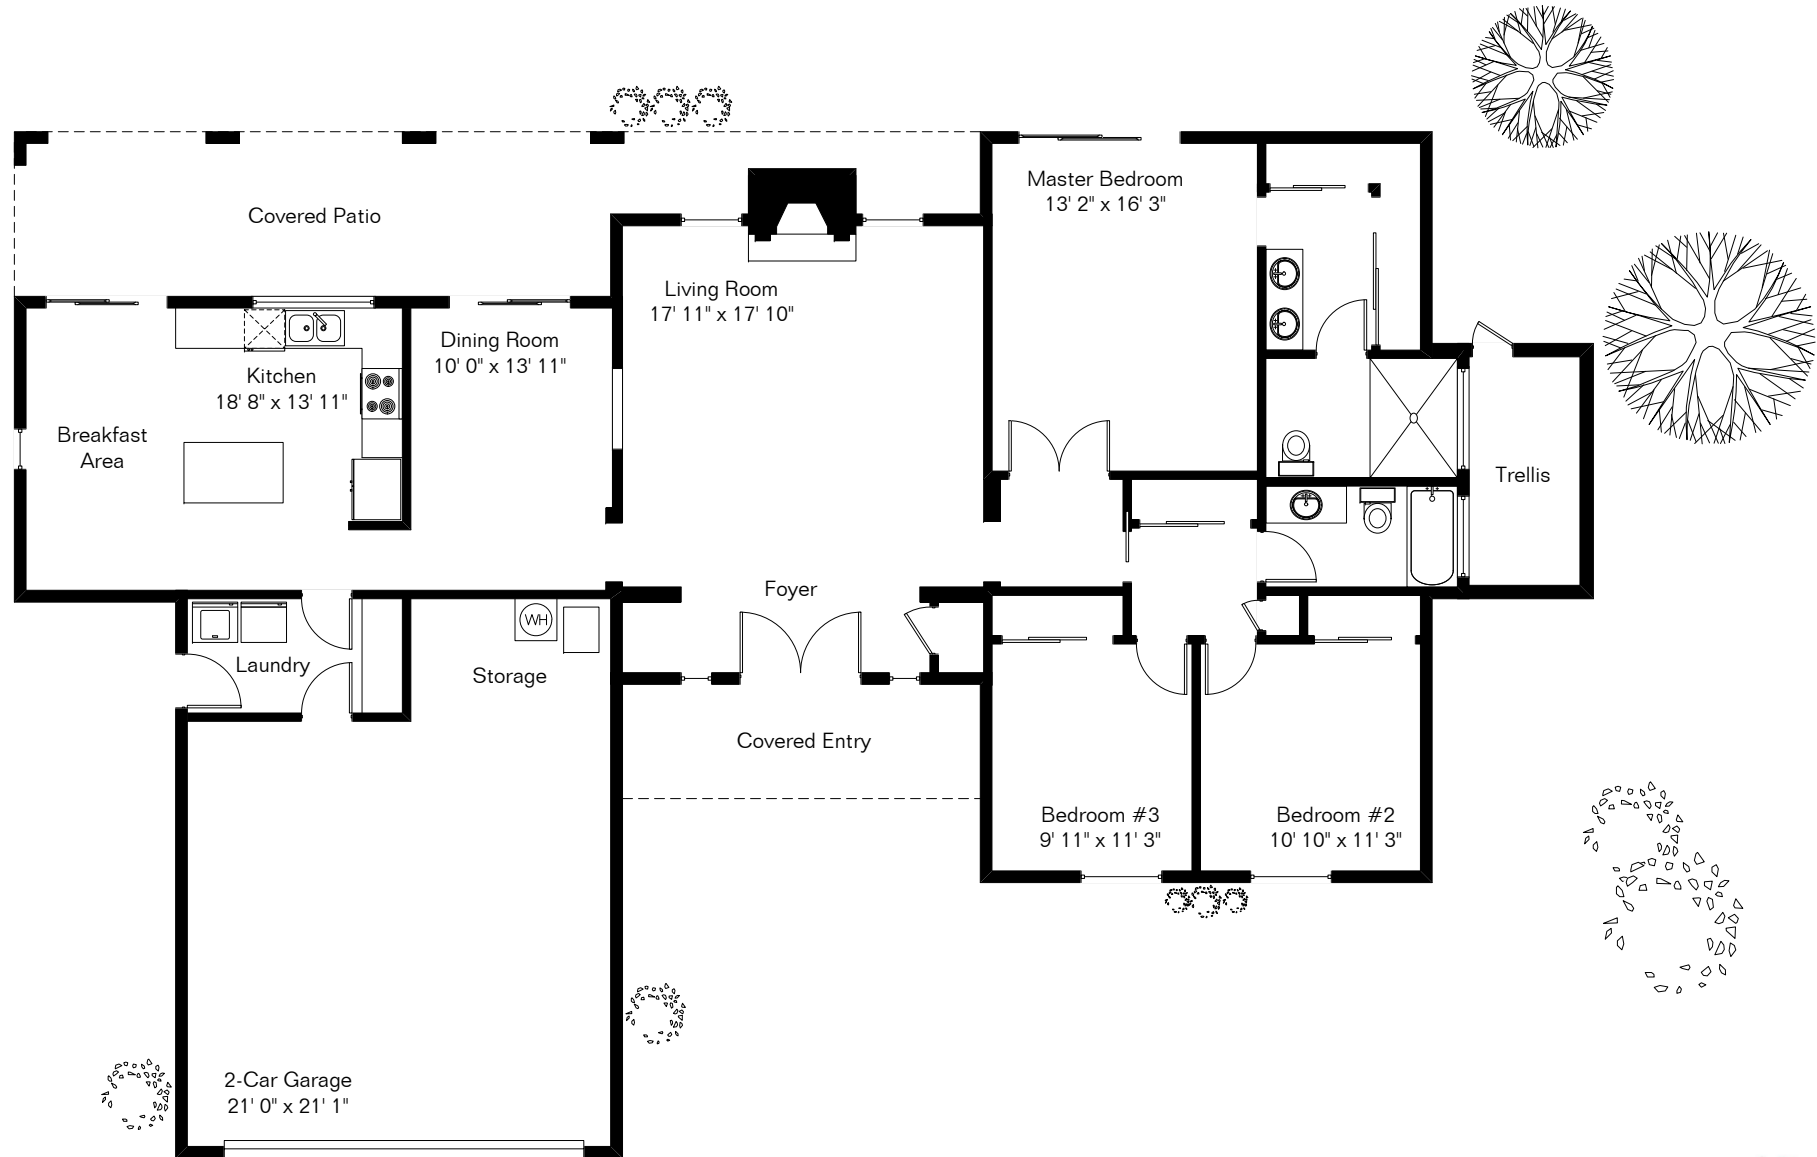 Covered Patio
Master Bedroom
13' 2" x 16' 3"
Living Room
17' 11" x 17' 10"
Dining Room
10' 0" x 13' 11"
Kitchen
18' 8" x 13' 11"
Breakfast
Area
Trellis
Foyer
WH
Laundry
Storage
Covered Entry
Bedroom #3
9' 11" x 11' 3"
Bedroom #2
10' 10" x 11' 3"
2-Car Garage
21' 0" x 21' 1"